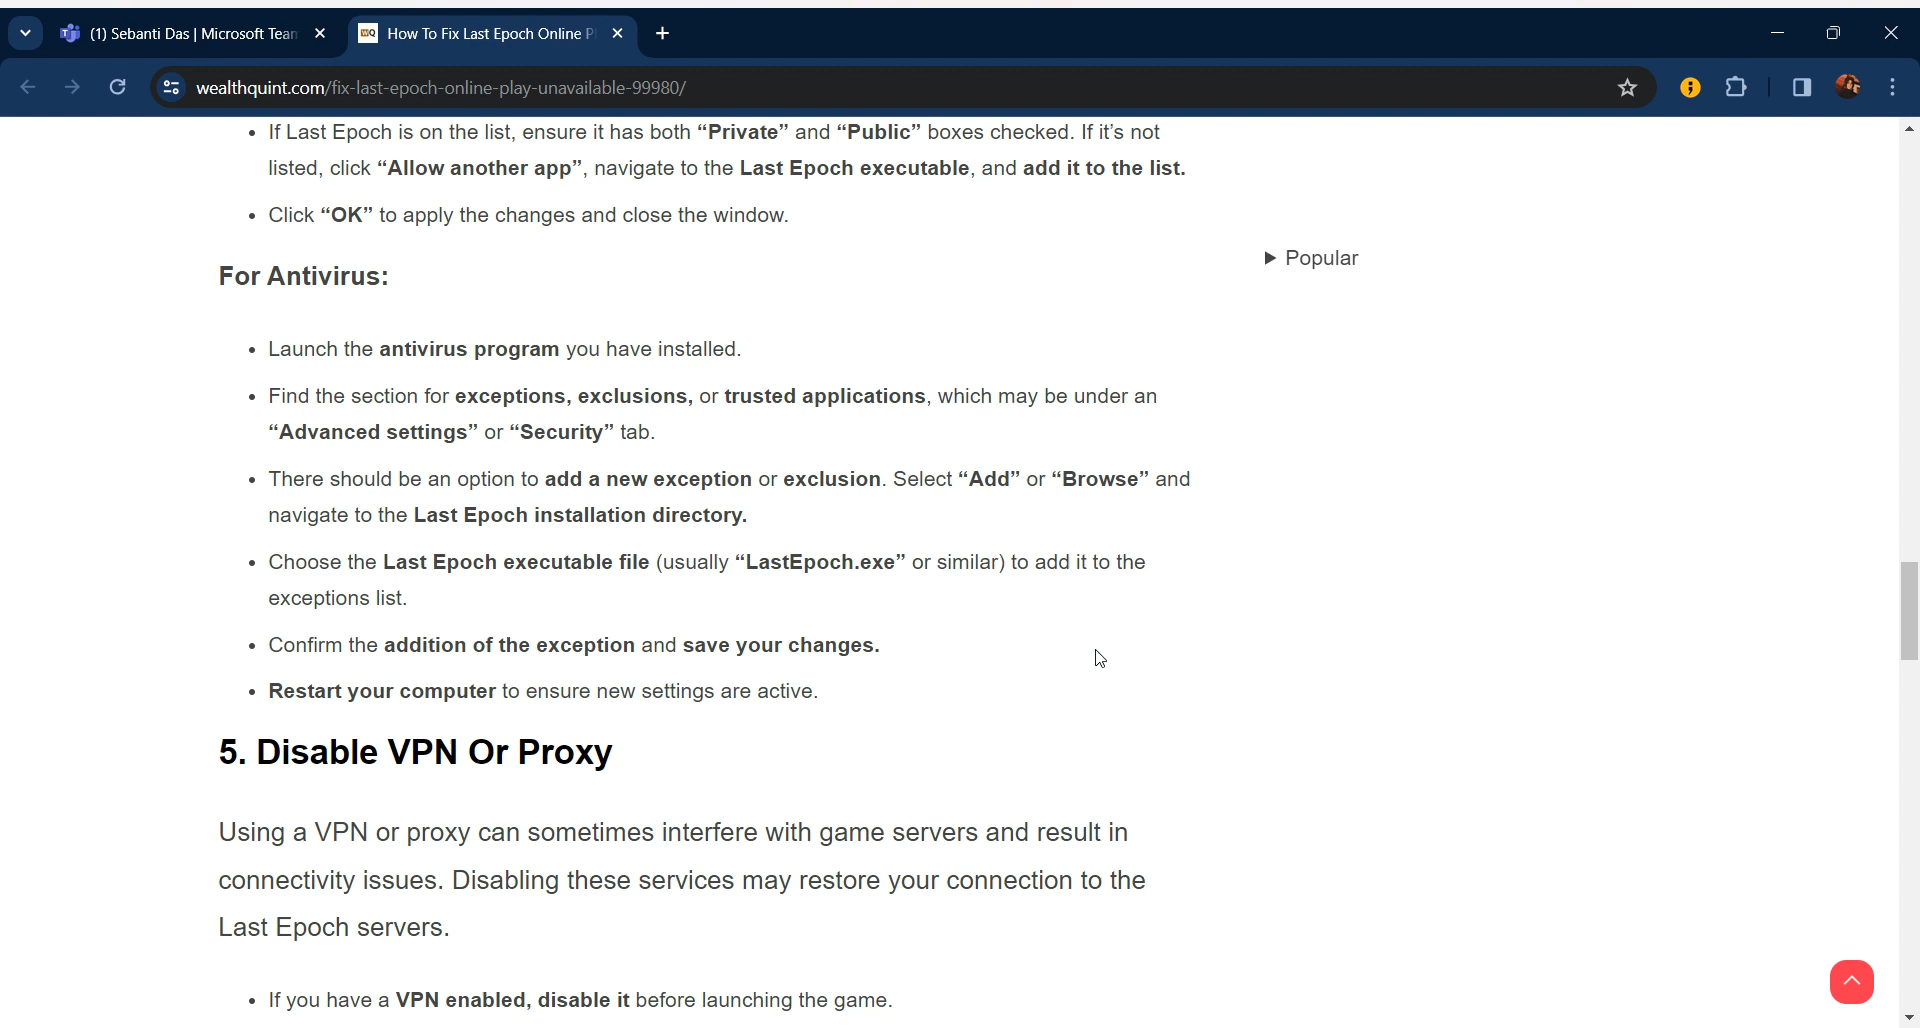 (1) Sebanti Das | Microsoft Team
How To Fix Last Epoch Online P
wealthquint.com/fix-last-epoch-online-play-unavailable-99980/
• If Last Epoch is on the list, ensure it has both “Private” and “Public” boxes checked. If it’s not
listed, click “Allow another app”, navigate to the Last Epoch executable, and add it to the list.
• Click “OK” to apply the changes and close the window.
Popular
For Antivirus:
• Launch the antivirus program you have installed.
• Find the section for exceptions, exclusions, or trusted applications, which may be under an
“Advanced settings” or “Security” tab.
• There should be an option to add a new exception or exclusion. Select “Add” or “Browse” and
navigate to the Last Epoch installation directory.
• Choose the Last Epoch executable file (usually “LastEpoch.exe” or similar) to add it to the
exceptions list.
• Confirm the addition of the exception and save your changes.
• Restart your computer to ensure new settings are active.
5. Disable VPN Or Proxy
Using a VPN or proxy can sometimes interfere with game servers and result in
connectivity issues. Disabling these services may restore your connection to the
Last Epoch servers.
• If you have a VPN enabled, disable it before launching the game.